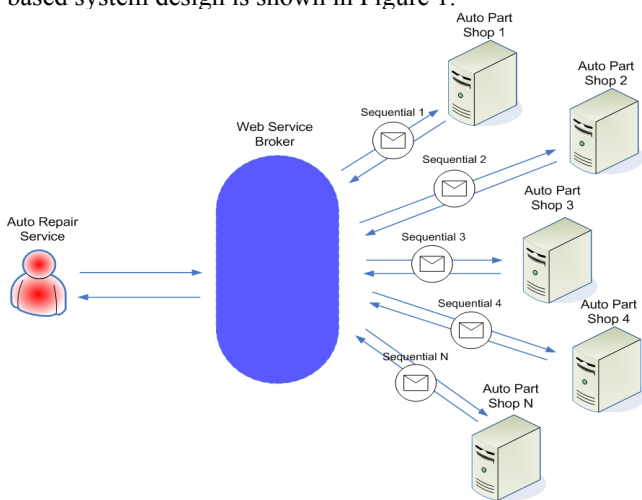 based system design is shown in Figure 1.
Auto Part
Shop 1
Auto Part
Shop 2
Sequential 1
Web Service
Broker
Sequential 2
Auto Part
Shop 3
Auto Repair
Service
Sequential 3
Sequential 4
Auto Part
Shop 4
Sequential N
Auto Part
Shop N